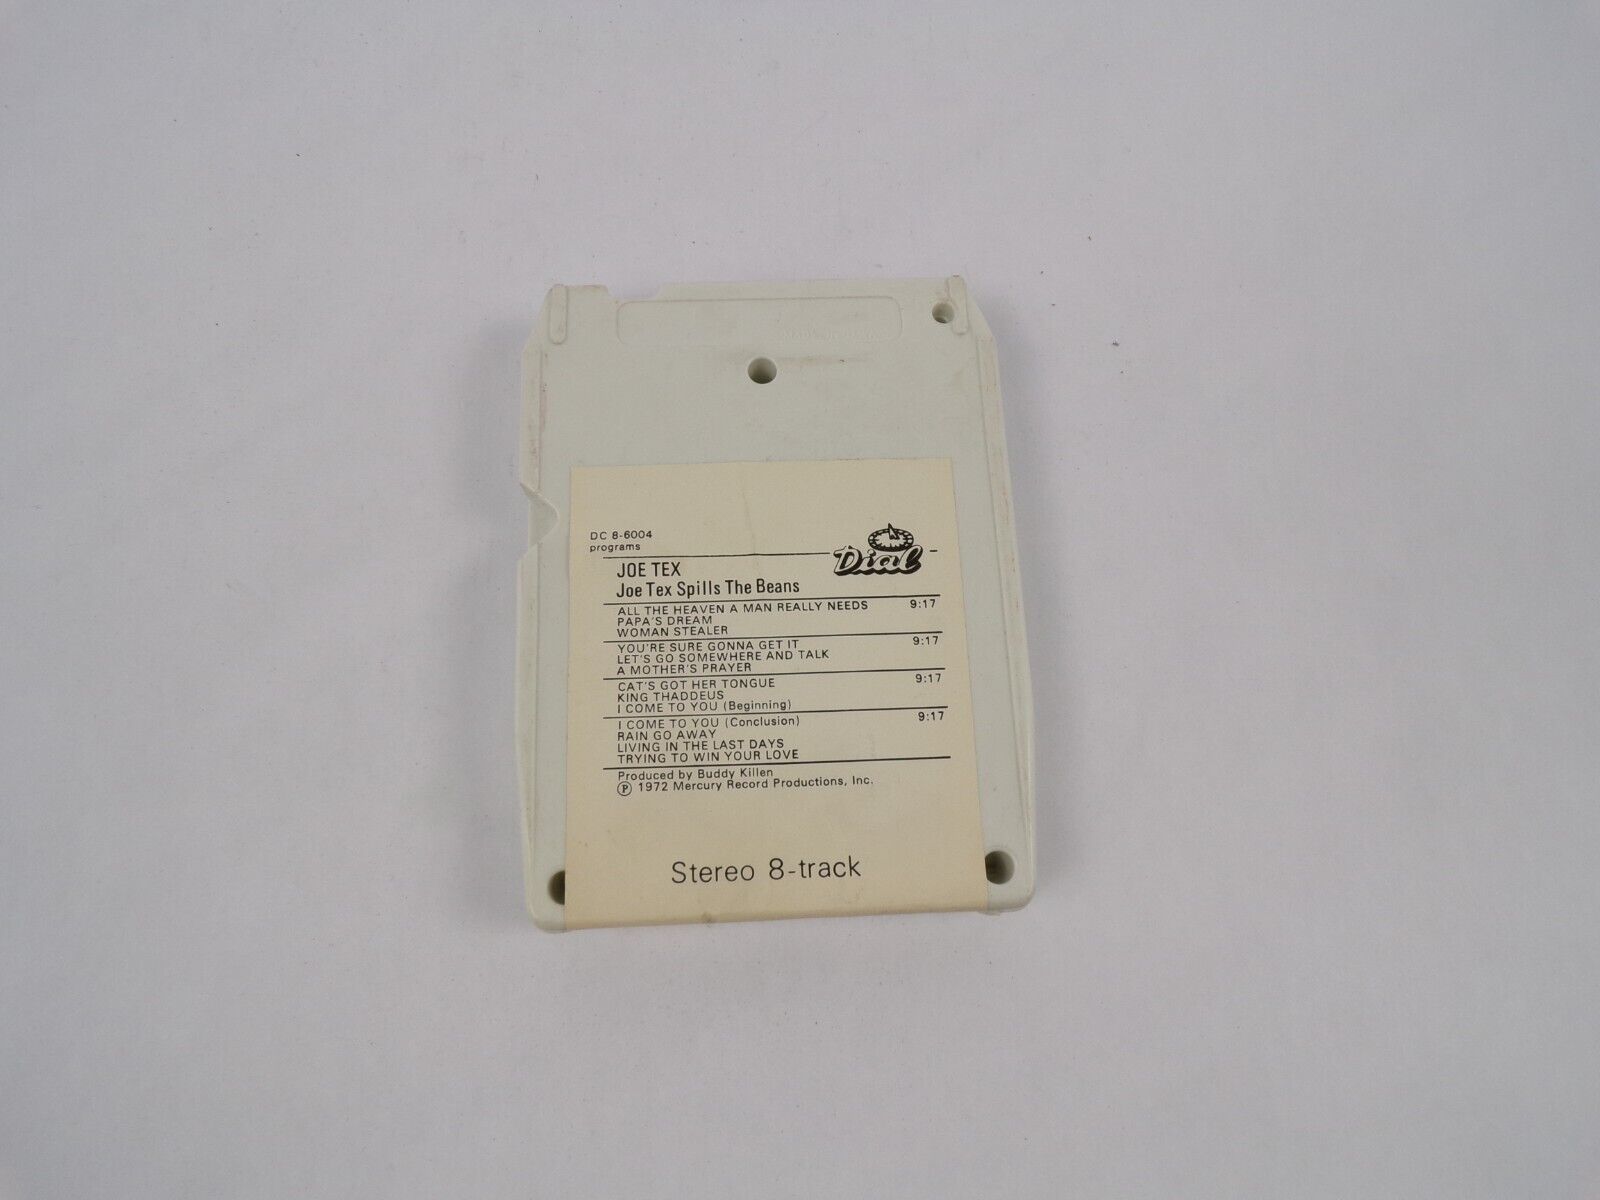 DC 8-6004
programs
Dial
JOE TEX
Joe Tex Spills The Beans
ALL THE HEAVEN A MAN REALLY NEEDS 9:17
PAPA'S DREAM
WOMAN STEALER
YOU'RE SURE GONNA GET IT 9:17
LET'S GO SOMEWHERE AND TALK
A MOTHER'S PRAYER
CAT'S GOT HER TONGUE 9:17
KING THADDEUS
I COME TO YOU (Beginning)
I COME TO YOU (Conclusion) 9:17
RAIN GO AWAY
LIVING IN THE LAST DAYS
TRYING TO WIN YOUR LOVE
Produced by Buddy Killen
Ⓟ 1972 Mercury Record Productions, Inc.
Stereo 8-track